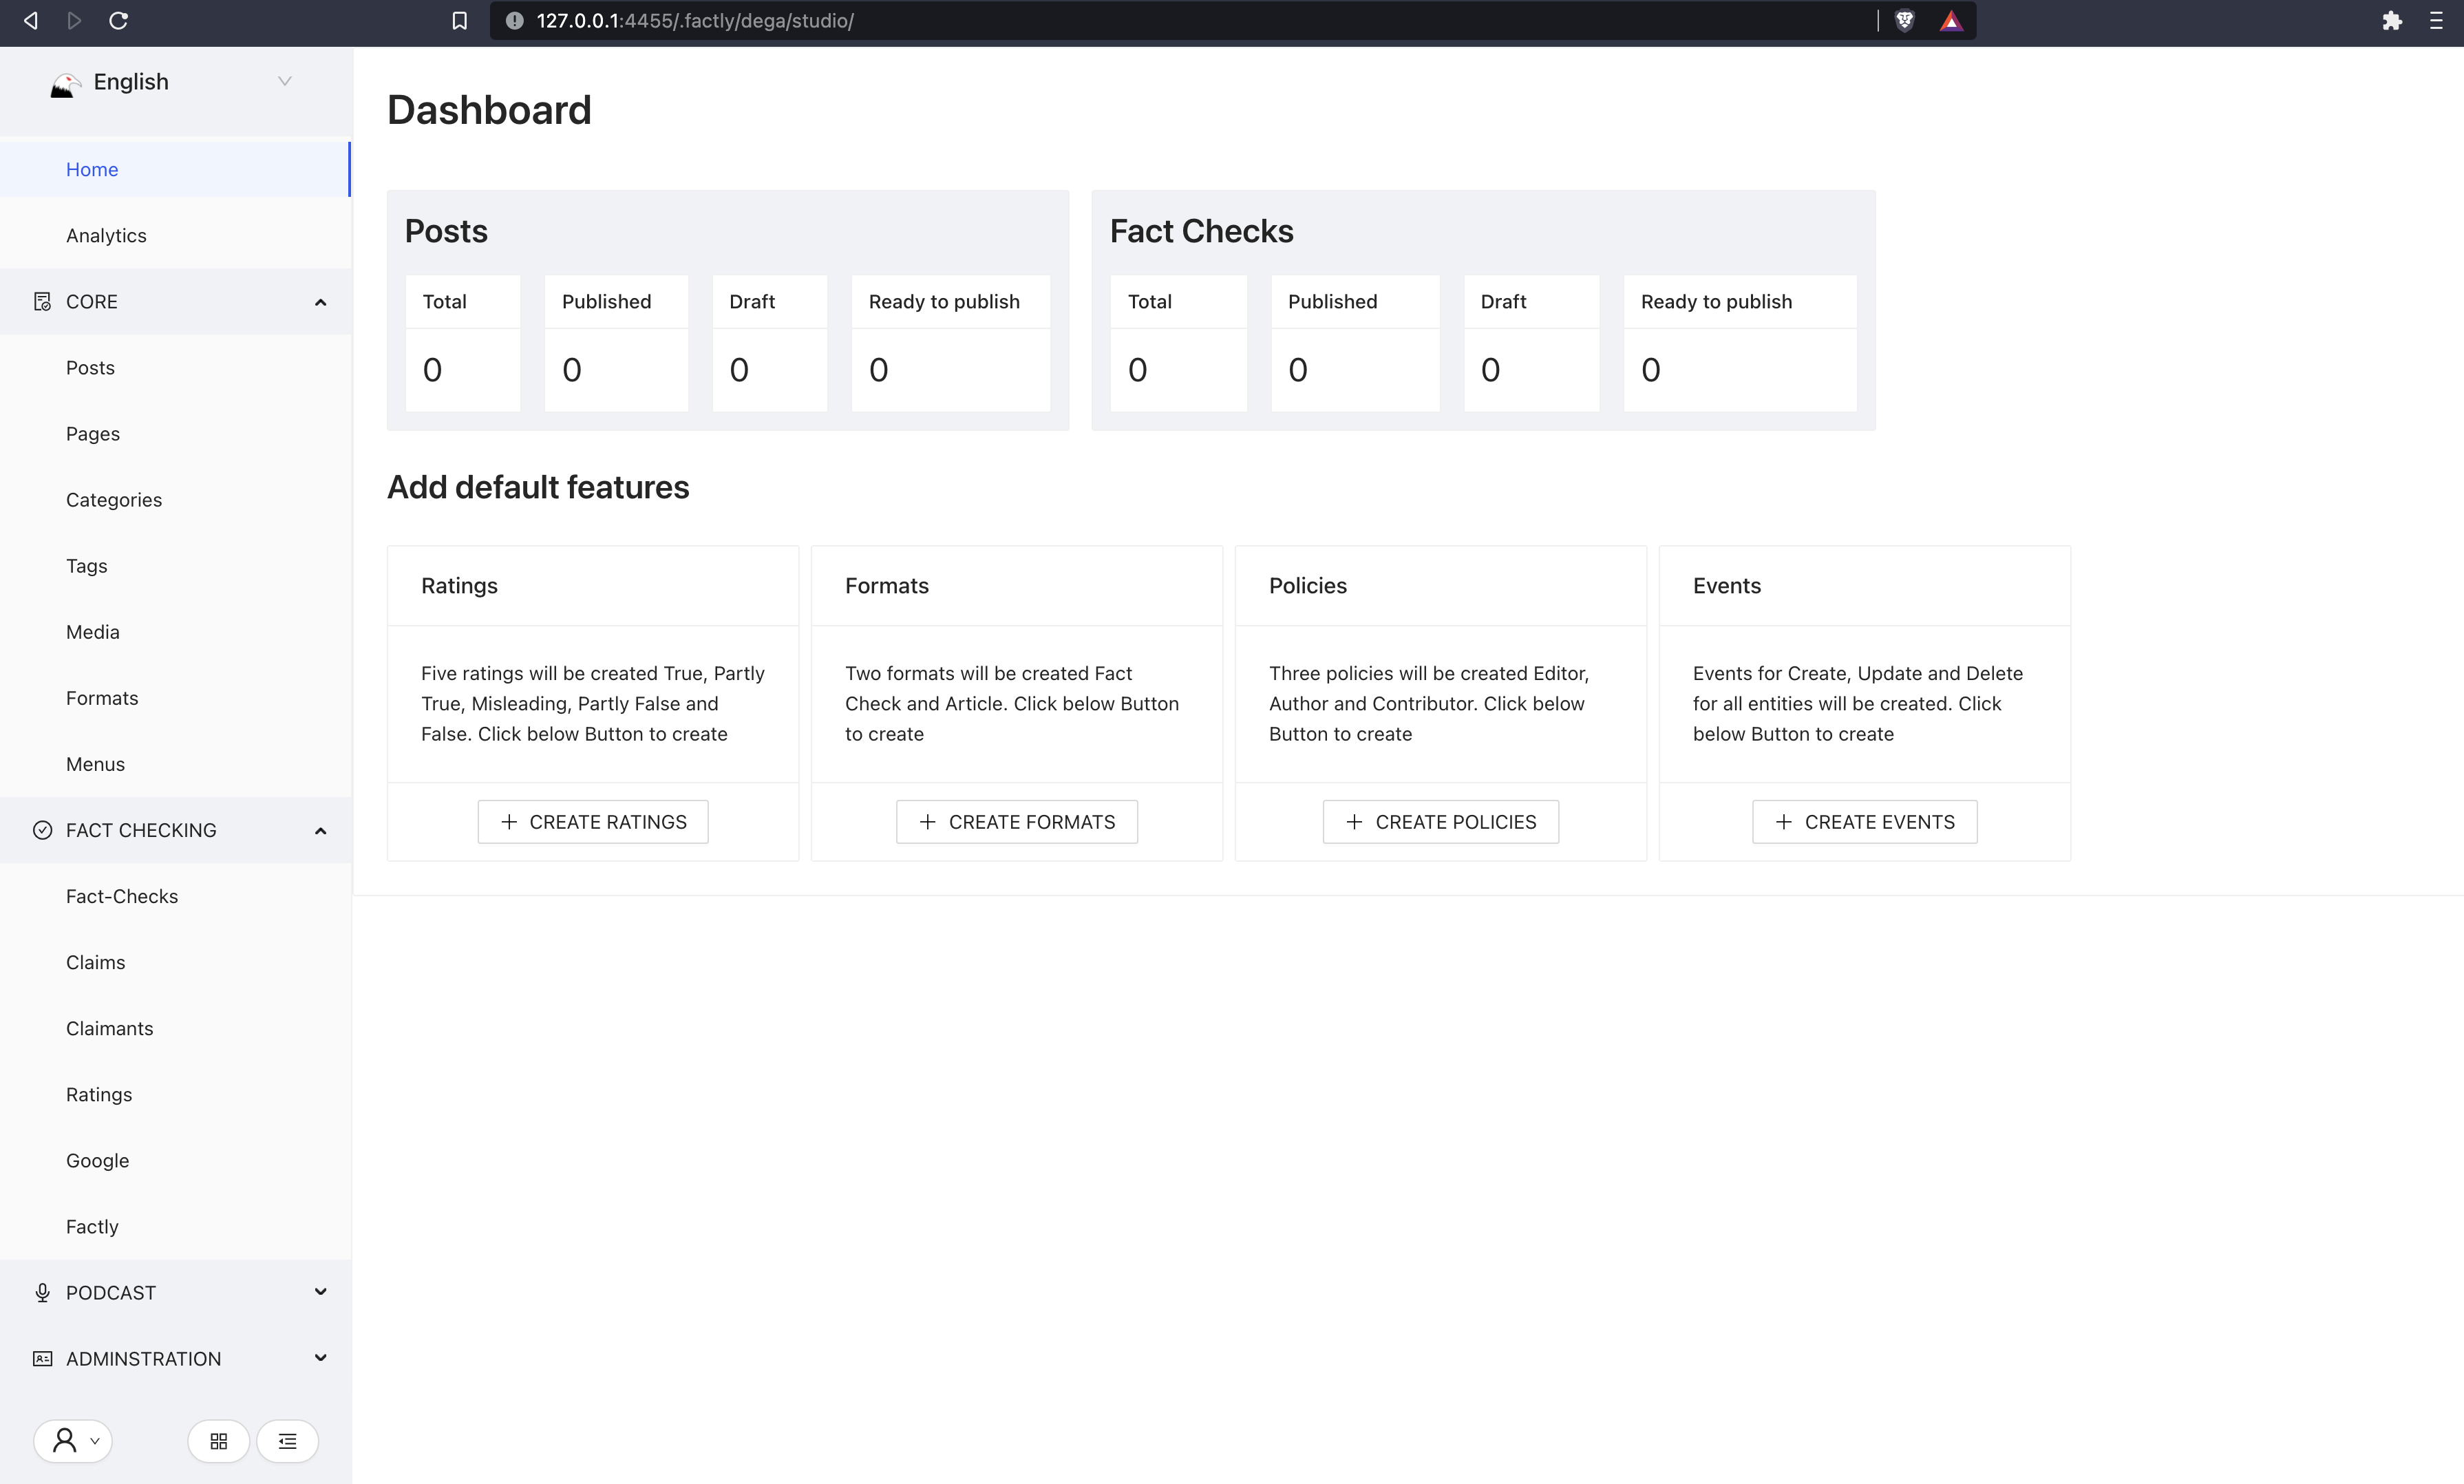 127.0.0.1:4455/.factly/dega/studio/
English
Home
Analytics
CORE
Posts
Pages
Categories
Tags
Media
Formats
Menus
FACT CHECKING
Fact-Checks
Claims
Claimants
Ratings
Google
Factly
PODCAST
ADMINSTRATION
Dashboard
Posts
Total
Published
Draft
Ready to publish
0
0
0
0
Fact Checks
Total
Published
Draft
Ready to publish
0
0
0
0
Add default features
Ratings
Five ratings will be created True, Partly
True, Misleading, Partly False and
False. Click below Button to create
CREATE RATINGS
Formats
Two formats will be created Fact
Check and Article. Click below Button
to create
CREATE FORMATS
Policies
Three policies will be created Editor,
Author and Contributor. Click below
Button to create
CREATE POLICIES
Events
Events for Create, Update and Delete
for all entities will be created. Click
below Button to create
CREATE EVENTS